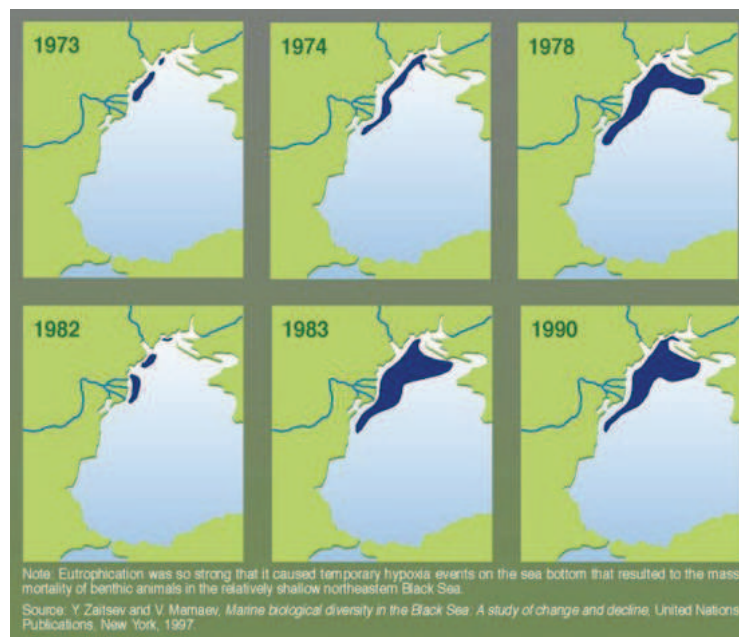 1973
1974
1978
1982
1983
1990
Note: Eutrophication was so strong that it caused temporary hypoxia events on the sea bottom that resulted to the mass
mortality of benthic animals in the relatively shallow northeastern Black Sea.
Source: Y. Zaitsev and V. Mamaev, Marine biological diversity in the Black Sea: A study of change and decline, United Nations
Publications, New York, 1997.